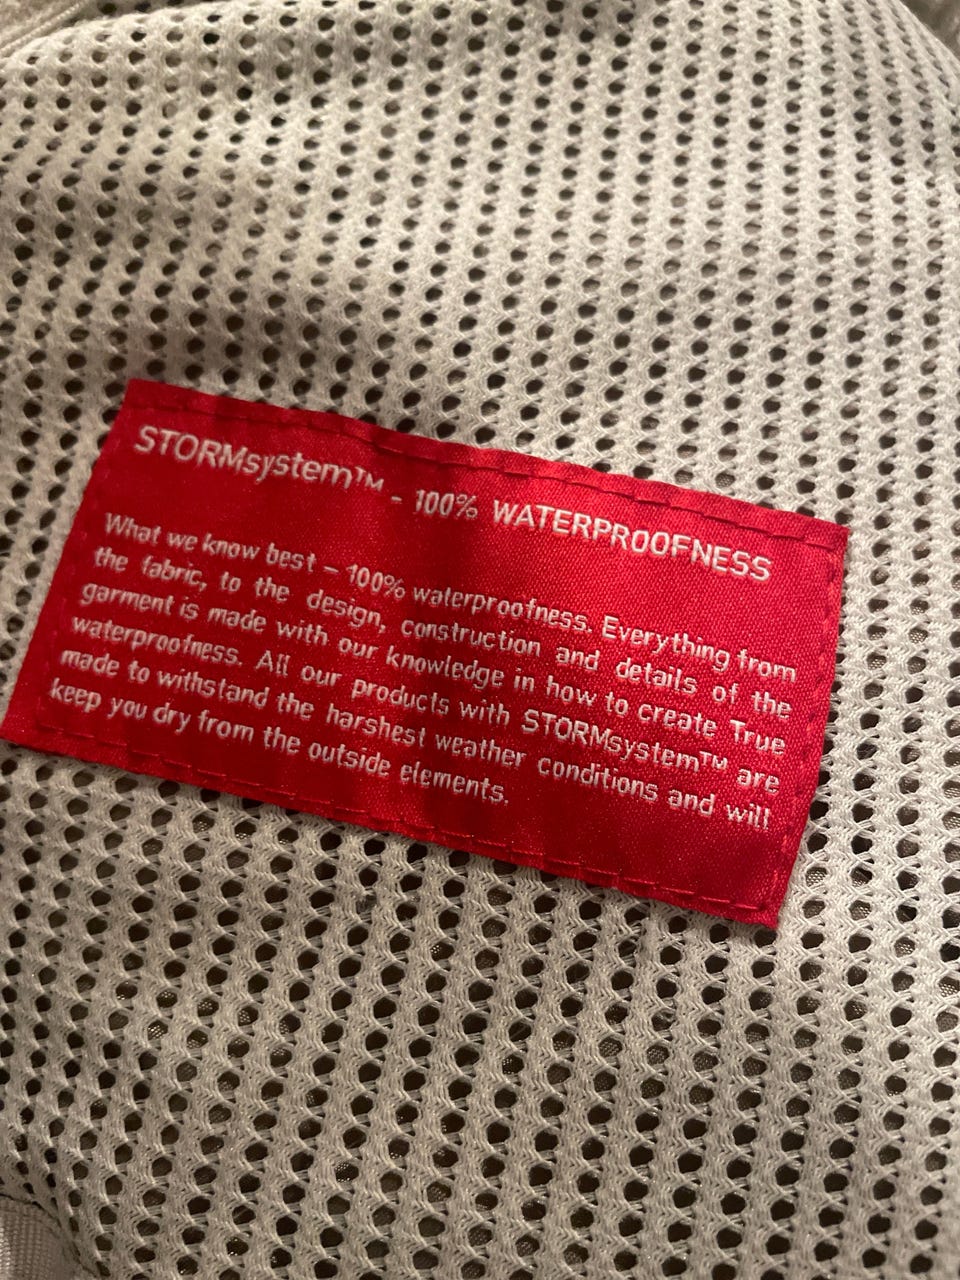 STORMsystem™ - 100% WATERPROOFNESS
What we know best – 100% waterproofness. Everything from
the fabric, to the design, construction and details of the
garment is made with our knowledge in how to create True
waterproofness. All our products with STORMsystem™ are
made to withstand the harshest weather conditions and will
keep you dry from the outside elements.